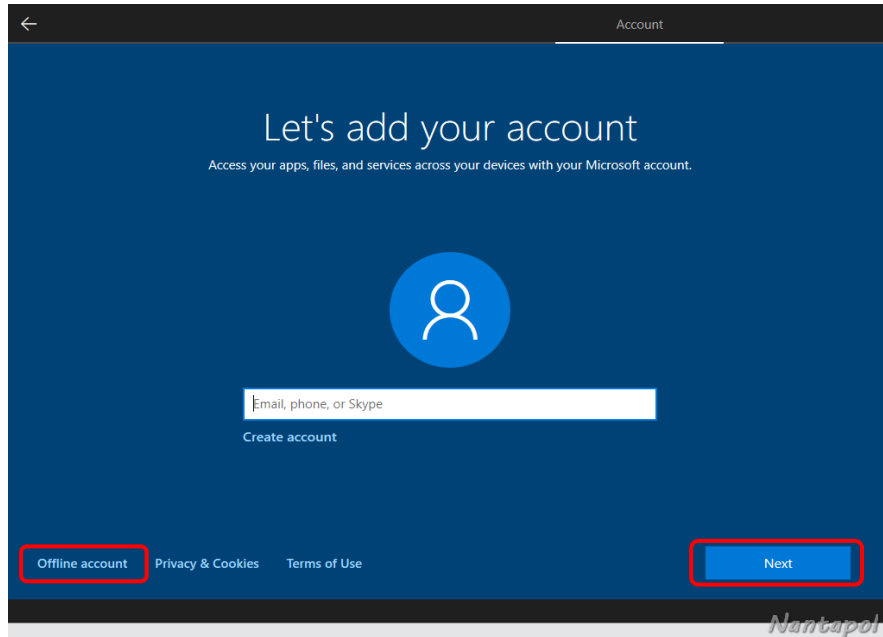 Account
Let's add your account
Access your apps, files, and services across your devices with your Microsoft account.
Email, phone, or Skype
Create account
Offline account Privacy & Cookies Terms of Use Next
Nantapol